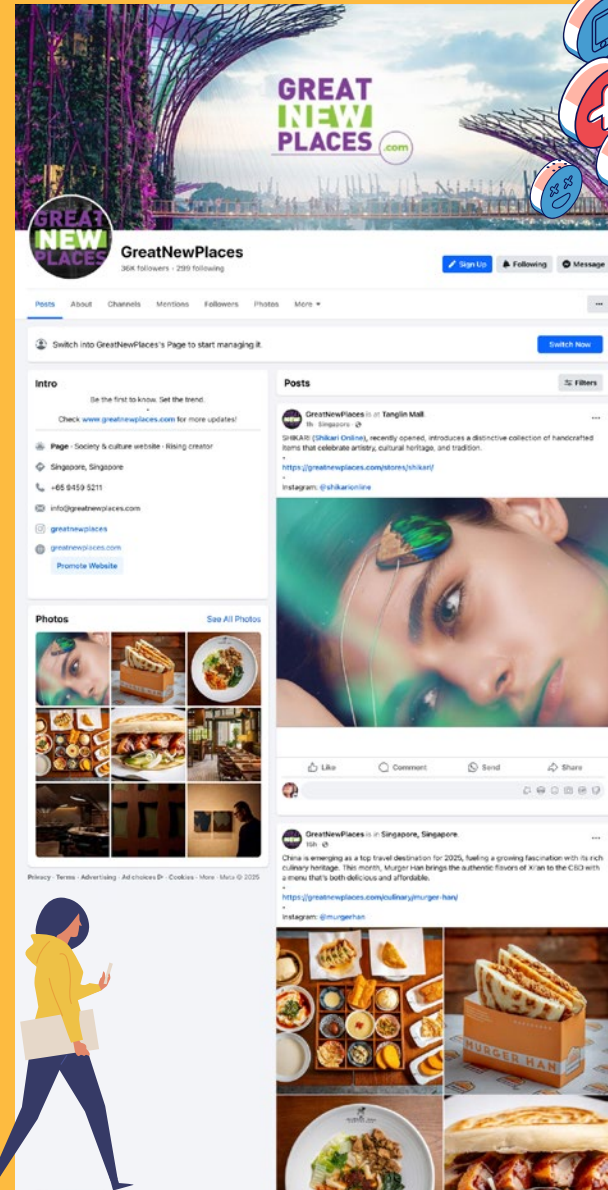 GREAT
NEW
PLACES .com
GREAT
NEW
PLACES
GreatNewPlaces
36K followers • 299 following
Sign Up
Following
Message
Posts
About
Channels
Mentions
Followers
Photos
More
Switch into GreatNewPlaces's Page to start managing it.
Switch Now
Intro
Be the first to know. Set the trend.
•
Check www.greatnewplaces.com for more updates!
Page · Society & culture website · Rising creator
Singapore, Singapore
+65 9459 5211
info@greatnewplaces.com
greatnewplaces
greatnewplaces.com
Promote Website
Photos
See All Photos
MURGER HAN
Privacy · Terms · Advertising · Ad choices · Cookies · More · Meta © 2025
Posts
Filters
GreatNewPlaces is at Tanglin Mall.
1h · Singapore ·
SHIKARI (Shikari Online), recently opened, introduces a distinctive collection of handcrafted
items that celebrate artistry, cultural heritage, and tradition.
•
https://greatnewplaces.com/stores/shikari/
•
Instagram: @shikarionline
Like
Comment
Send
Share
GreatNewPlaces is in Singapore, Singapore.
15h ·
China is emerging as a top travel destination for 2025, fueling a growing fascination with its rich
culinary heritage. This month, Murger Han brings the authentic flavors of Xi'an to the CBD with
a menu that's both delicious and affordable.
•
https://greatnewplaces.com/culinary/murger-han/
•
Instagram: @murgerhan
MURGER HAN